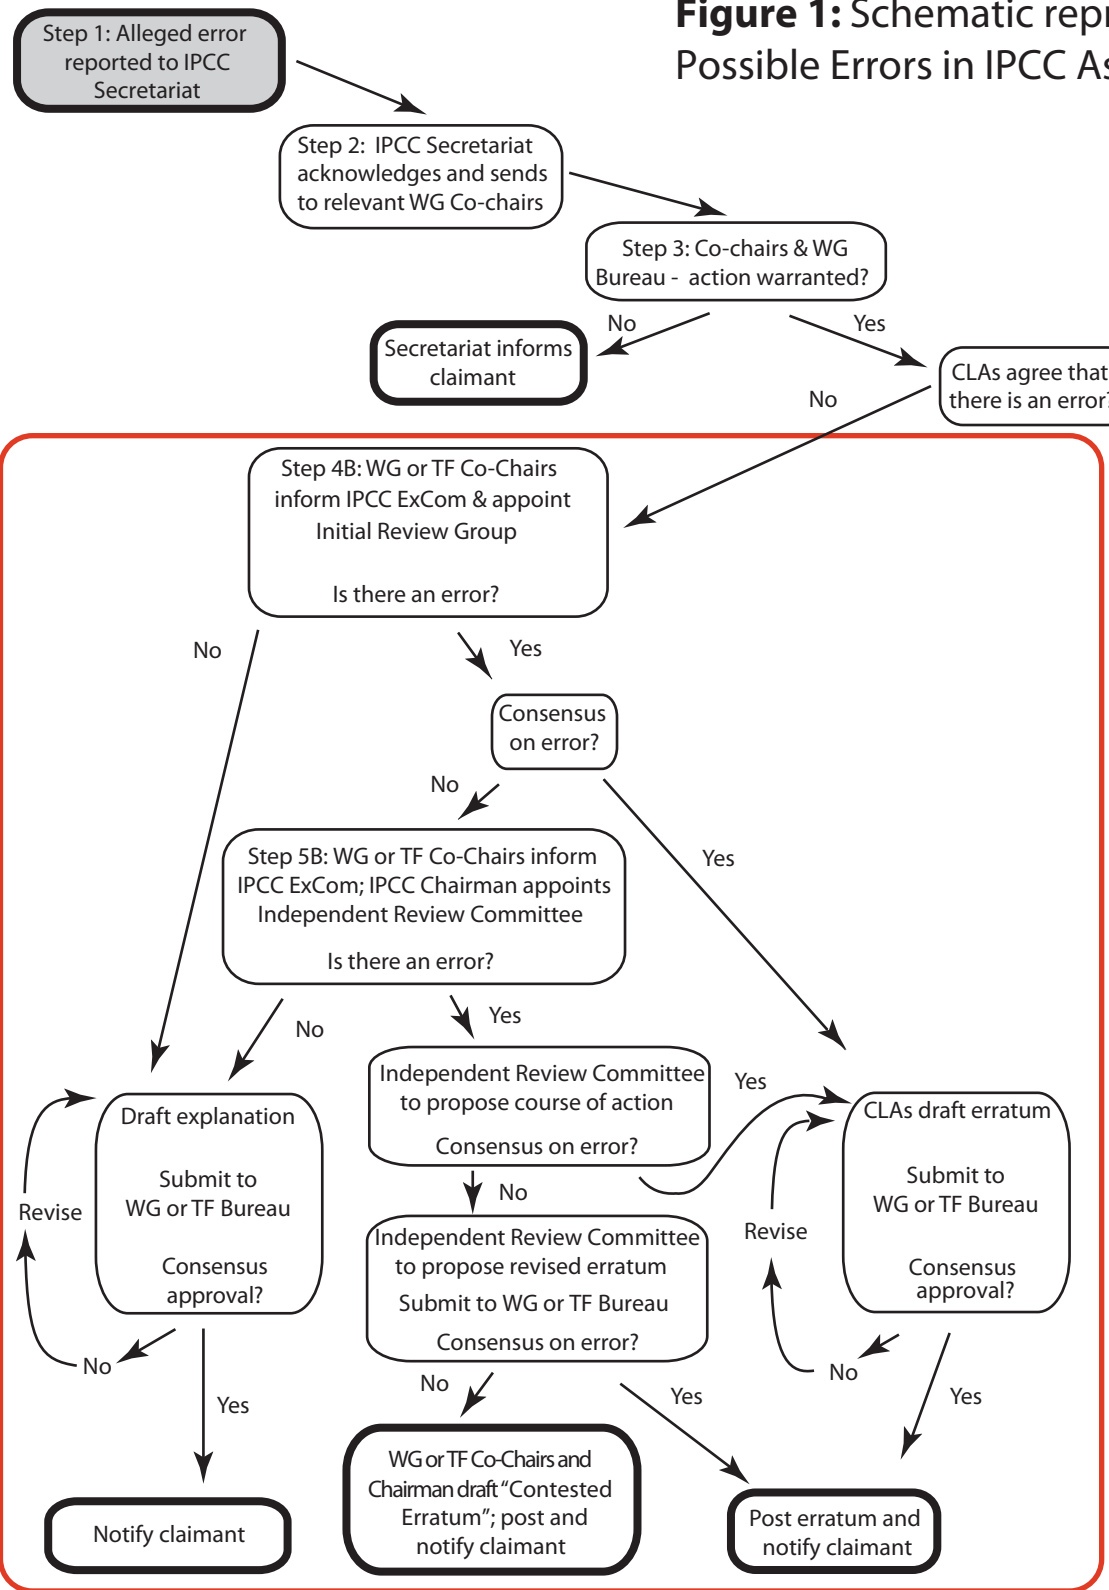 Figure 1: Schematic repr
Possible Errors in IPCC As
Step 1: Alleged error
reported to IPCC
Secretariat
Step 2: IPCC Secretariat
acknowledges and sends
to relevant WG Co-chairs
Step 3: Co-chairs & WG
Bureau - action warranted?
No
Yes
Secretariat informs
claimant
CLAs agree that
there is an error?
No
Step 4B: WG or TF Co-Chairs
inform IPCC ExCom & appoint
Initial Review Group
Is there an error?
No
Yes
Consensus
on error?
No
Yes
Step 5B: WG or TF Co-Chairs inform
IPCC ExCom; IPCC Chairman appoints
Independent Review Committee
Is there an error?
No
Yes
Independent Review Committee
to propose course of action
Consensus on error?
Yes
No
Draft explanation
Submit to
WG or TF Bureau
Consensus
approval?
Revise
No
Yes
Independent Review Committee
to propose revised erratum
Submit to WG or TF Bureau
Consensus on error?
No
Yes
CLAs draft erratum
Submit to
WG or TF Bureau
Consensus
approval?
Revise
No
Yes
Notify claimant
WG or TF Co-Chairs and
Chairman draft "Contested
Erratum"; post and
notify claimant
Post erratum and
notify claimant